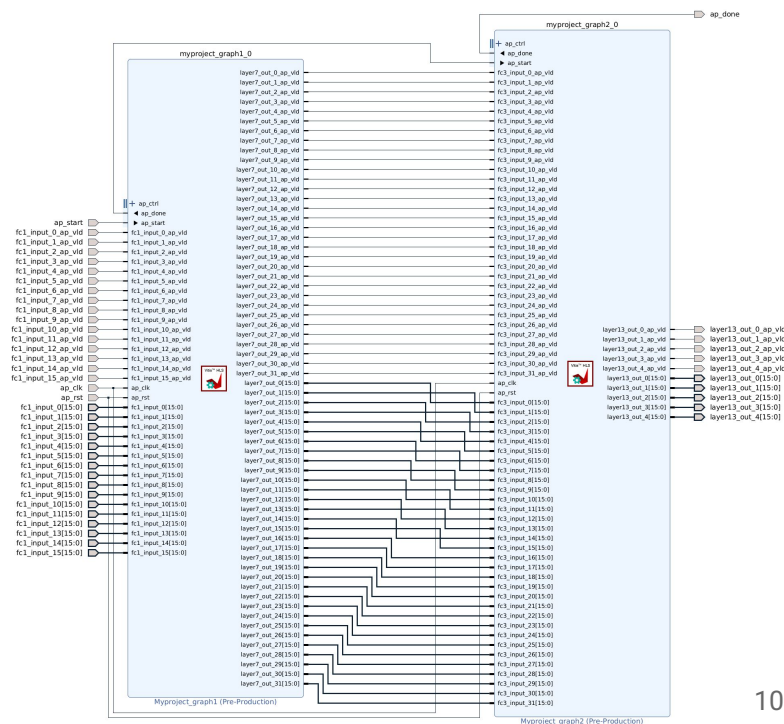 ap_done
myproject_graph2_0
ap_ctrl
ap_done
ap_start
fc3_input_0_ap_vld
fc3_input_1_ap_vld
fc3_input_2_ap_vld
fc3_input_3_ap_vld
fc3_input_4_ap_vld
fc3_input_5_ap_vld
fc3_input_6_ap_vld
fc3_input_7_ap_vld
fc3_input_8_ap_vld
fc3_input_9_ap_vld
fc3_input_10_ap_vld
fc3_input_11_ap_vld
fc3_input_12_ap_vld
fc3_input_13_ap_vld
fc3_input_14_ap_vld
fc3_input_15_ap_vld
fc3_input_16_ap_vld
fc3_input_17_ap_vld
fc3_input_18_ap_vld
fc3_input_19_ap_vld
fc3_input_20_ap_vld
fc3_input_21_ap_vld
fc3_input_22_ap_vld
fc3_input_23_ap_vld
fc3_input_24_ap_vld
fc3_input_25_ap_vld
fc3_input_26_ap_vld
fc3_input_27_ap_vld
fc3_input_28_ap_vld
fc3_input_29_ap_vld
fc3_input_30_ap_vld
fc3_input_31_ap_vld
ap_clk
ap_rst
fc3_input_0[15:0]
fc3_input_1[15:0]
fc3_input_2[15:0]
fc3_input_3[15:0]
fc3_input_4[15:0]
fc3_input_5[15:0]
fc3_input_6[15:0]
fc3_input_7[15:0]
fc3_input_8[15:0]
fc3_input_9[15:0]
fc3_input_10[15:0]
fc3_input_11[15:0]
fc3_input_12[15:0]
fc3_input_13[15:0]
fc3_input_14[15:0]
fc3_input_15[15:0]
fc3_input_16[15:0]
fc3_input_17[15:0]
fc3_input_18[15:0]
fc3_input_19[15:0]
fc3_input_20[15:0]
fc3_input_21[15:0]
fc3_input_22[15:0]
fc3_input_23[15:0]
fc3_input_24[15:0]
fc3_input_25[15:0]
fc3_input_26[15:0]
fc3_input_27[15:0]
fc3_input_28[15:0]
fc3_input_29[15:0]
fc3_input_30[15:0]
fc3_input_31[15:0]
Vitis™ HLS
layer13_out_0_ap_vld
layer13_out_1_ap_vld
layer13_out_2_ap_vld
layer13_out_3_ap_vld
layer13_out_4_ap_vld
layer13_out_0[15:0]
layer13_out_1[15:0]
layer13_out_2[15:0]
layer13_out_3[15:0]
layer13_out_4[15:0]
layer13_out_0_ap_vld
layer13_out_1_ap_vld
layer13_out_2_ap_vld
layer13_out_3_ap_vld
layer13_out_4_ap_vld
layer13_out_0[15:0]
layer13_out_1[15:0]
layer13_out_2[15:0]
layer13_out_3[15:0]
layer13_out_4[15:0]
Myproject_graph2 (Pre-Production)
myproject_graph1_0
layer7_out_0_ap_vld
layer7_out_1_ap_vld
layer7_out_2_ap_vld
layer7_out_3_ap_vld
layer7_out_4_ap_vld
layer7_out_5_ap_vld
layer7_out_6_ap_vld
layer7_out_7_ap_vld
layer7_out_8_ap_vld
layer7_out_9_ap_vld
layer7_out_10_ap_vld
layer7_out_11_ap_vld
layer7_out_12_ap_vld
layer7_out_13_ap_vld
layer7_out_14_ap_vld
layer7_out_15_ap_vld
layer7_out_16_ap_vld
layer7_out_17_ap_vld
layer7_out_18_ap_vld
layer7_out_19_ap_vld
layer7_out_20_ap_vld
layer7_out_21_ap_vld
layer7_out_22_ap_vld
layer7_out_23_ap_vld
layer7_out_24_ap_vld
layer7_out_25_ap_vld
layer7_out_26_ap_vld
layer7_out_27_ap_vld
layer7_out_28_ap_vld
layer7_out_29_ap_vld
layer7_out_30_ap_vld
layer7_out_31_ap_vld
layer7_out_0[15:0]
layer7_out_1[15:0]
layer7_out_2[15:0]
layer7_out_3[15:0]
layer7_out_4[15:0]
layer7_out_5[15:0]
layer7_out_6[15:0]
layer7_out_7[15:0]
layer7_out_8[15:0]
layer7_out_9[15:0]
layer7_out_10[15:0]
layer7_out_11[15:0]
layer7_out_12[15:0]
layer7_out_13[15:0]
layer7_out_14[15:0]
layer7_out_15[15:0]
layer7_out_16[15:0]
layer7_out_17[15:0]
layer7_out_18[15:0]
layer7_out_19[15:0]
layer7_out_20[15:0]
layer7_out_21[15:0]
layer7_out_22[15:0]
layer7_out_23[15:0]
layer7_out_24[15:0]
layer7_out_25[15:0]
layer7_out_26[15:0]
layer7_out_27[15:0]
layer7_out_28[15:0]
layer7_out_29[15:0]
layer7_out_30[15:0]
layer7_out_31[15:0]
ap_ctrl
ap_done
ap_start
fc1_input_0_ap_vld
fc1_input_1_ap_vld
fc1_input_2_ap_vld
fc1_input_3_ap_vld
fc1_input_4_ap_vld
fc1_input_5_ap_vld
fc1_input_6_ap_vld
fc1_input_7_ap_vld
fc1_input_8_ap_vld
fc1_input_9_ap_vld
fc1_input_10_ap_vld
fc1_input_11_ap_vld
fc1_input_12_ap_vld
fc1_input_13_ap_vld
fc1_input_14_ap_vld
fc1_input_15_ap_vld
ap_clk
ap_rst
fc1_input_0[15:0]
fc1_input_1[15:0]
fc1_input_2[15:0]
fc1_input_3[15:0]
fc1_input_4[15:0]
fc1_input_5[15:0]
fc1_input_6[15:0]
fc1_input_7[15:0]
fc1_input_8[15:0]
fc1_input_9[15:0]
fc1_input_10[15:0]
fc1_input_11[15:0]
fc1_input_12[15:0]
fc1_input_13[15:0]
fc1_input_14[15:0]
fc1_input_15[15:0]
Vitis™ HLS
Myproject_graph1 (Pre-Production)
ap_start
fc1_input_0_ap_vld
fc1_input_1_ap_vld
fc1_input_2_ap_vld
fc1_input_3_ap_vld
fc1_input_4_ap_vld
fc1_input_5_ap_vld
fc1_input_6_ap_vld
fc1_input_7_ap_vld
fc1_input_8_ap_vld
fc1_input_9_ap_vld
fc1_input_10_ap_vld
fc1_input_11_ap_vld
fc1_input_12_ap_vld
fc1_input_13_ap_vld
fc1_input_14_ap_vld
fc1_input_15_ap_vld
ap_clk
ap_rst
fc1_input_0[15:0]
fc1_input_1[15:0]
fc1_input_2[15:0]
fc1_input_3[15:0]
fc1_input_4[15:0]
fc1_input_5[15:0]
fc1_input_6[15:0]
fc1_input_7[15:0]
fc1_input_8[15:0]
fc1_input_9[15:0]
fc1_input_10[15:0]
fc1_input_11[15:0]
fc1_input_12[15:0]
fc1_input_13[15:0]
fc1_input_14[15:0]
fc1_input_15[15:0]
10